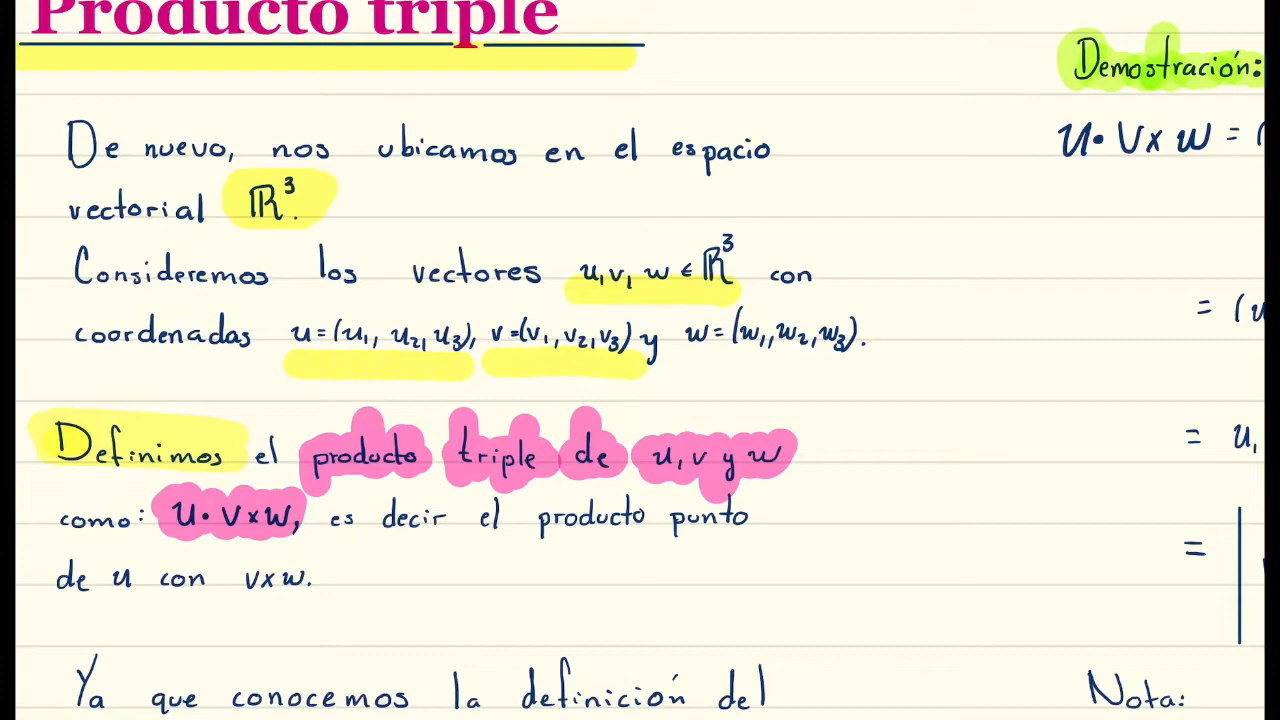 Producto triple
De nuevo, nos ubicamos en el espacio
vectorial ℝ³.
Consideremos los vectores u, v, w ∈ ℝ³ con
coordenadas u=(u₁, u₂, u₃), v=(v₁, v₂, v₃) y w=(w₁, w₂, w₃).
Definimos el producto triple de u, v y w
como: u·v×w, es decir el producto punto
de u con v×w.
Ya que conocemos la definición del
Demostración:
u·v×w = (
= (u
= u₁
= |
Nota: